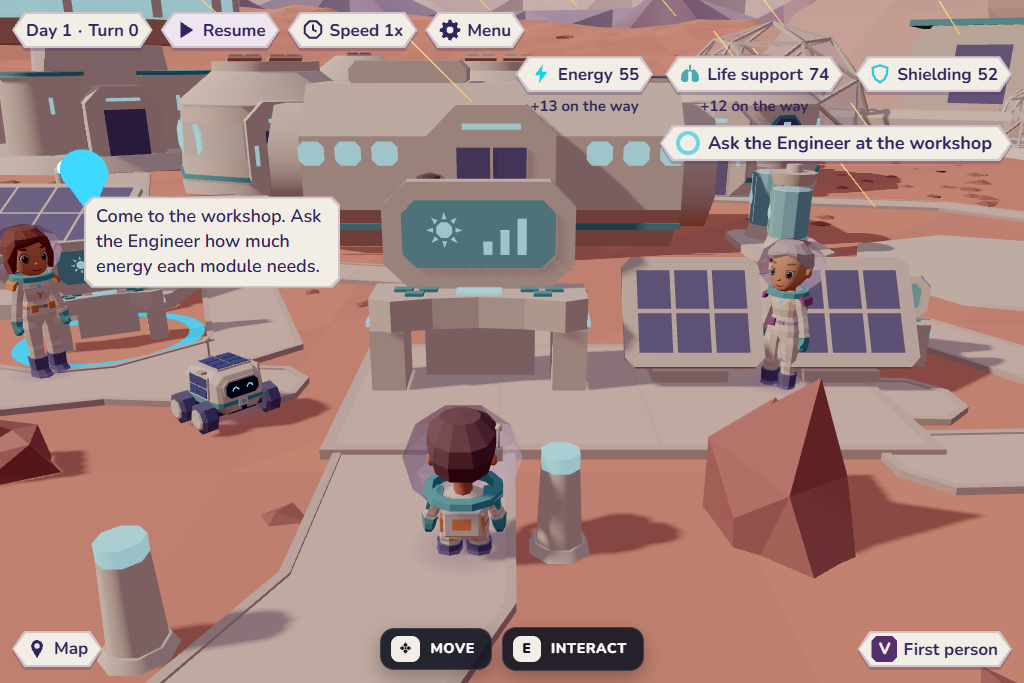 Day 1 · Turn 0
Resume
Speed 1x
Menu
Energy 55
Life support 74
Shielding 52
+13 on the way
+12 on the way
Ask the Engineer at the workshop
Come to the workshop. Ask
the Engineer how much
energy each module needs.
Map
MOVE
E
INTERACT
V
First person